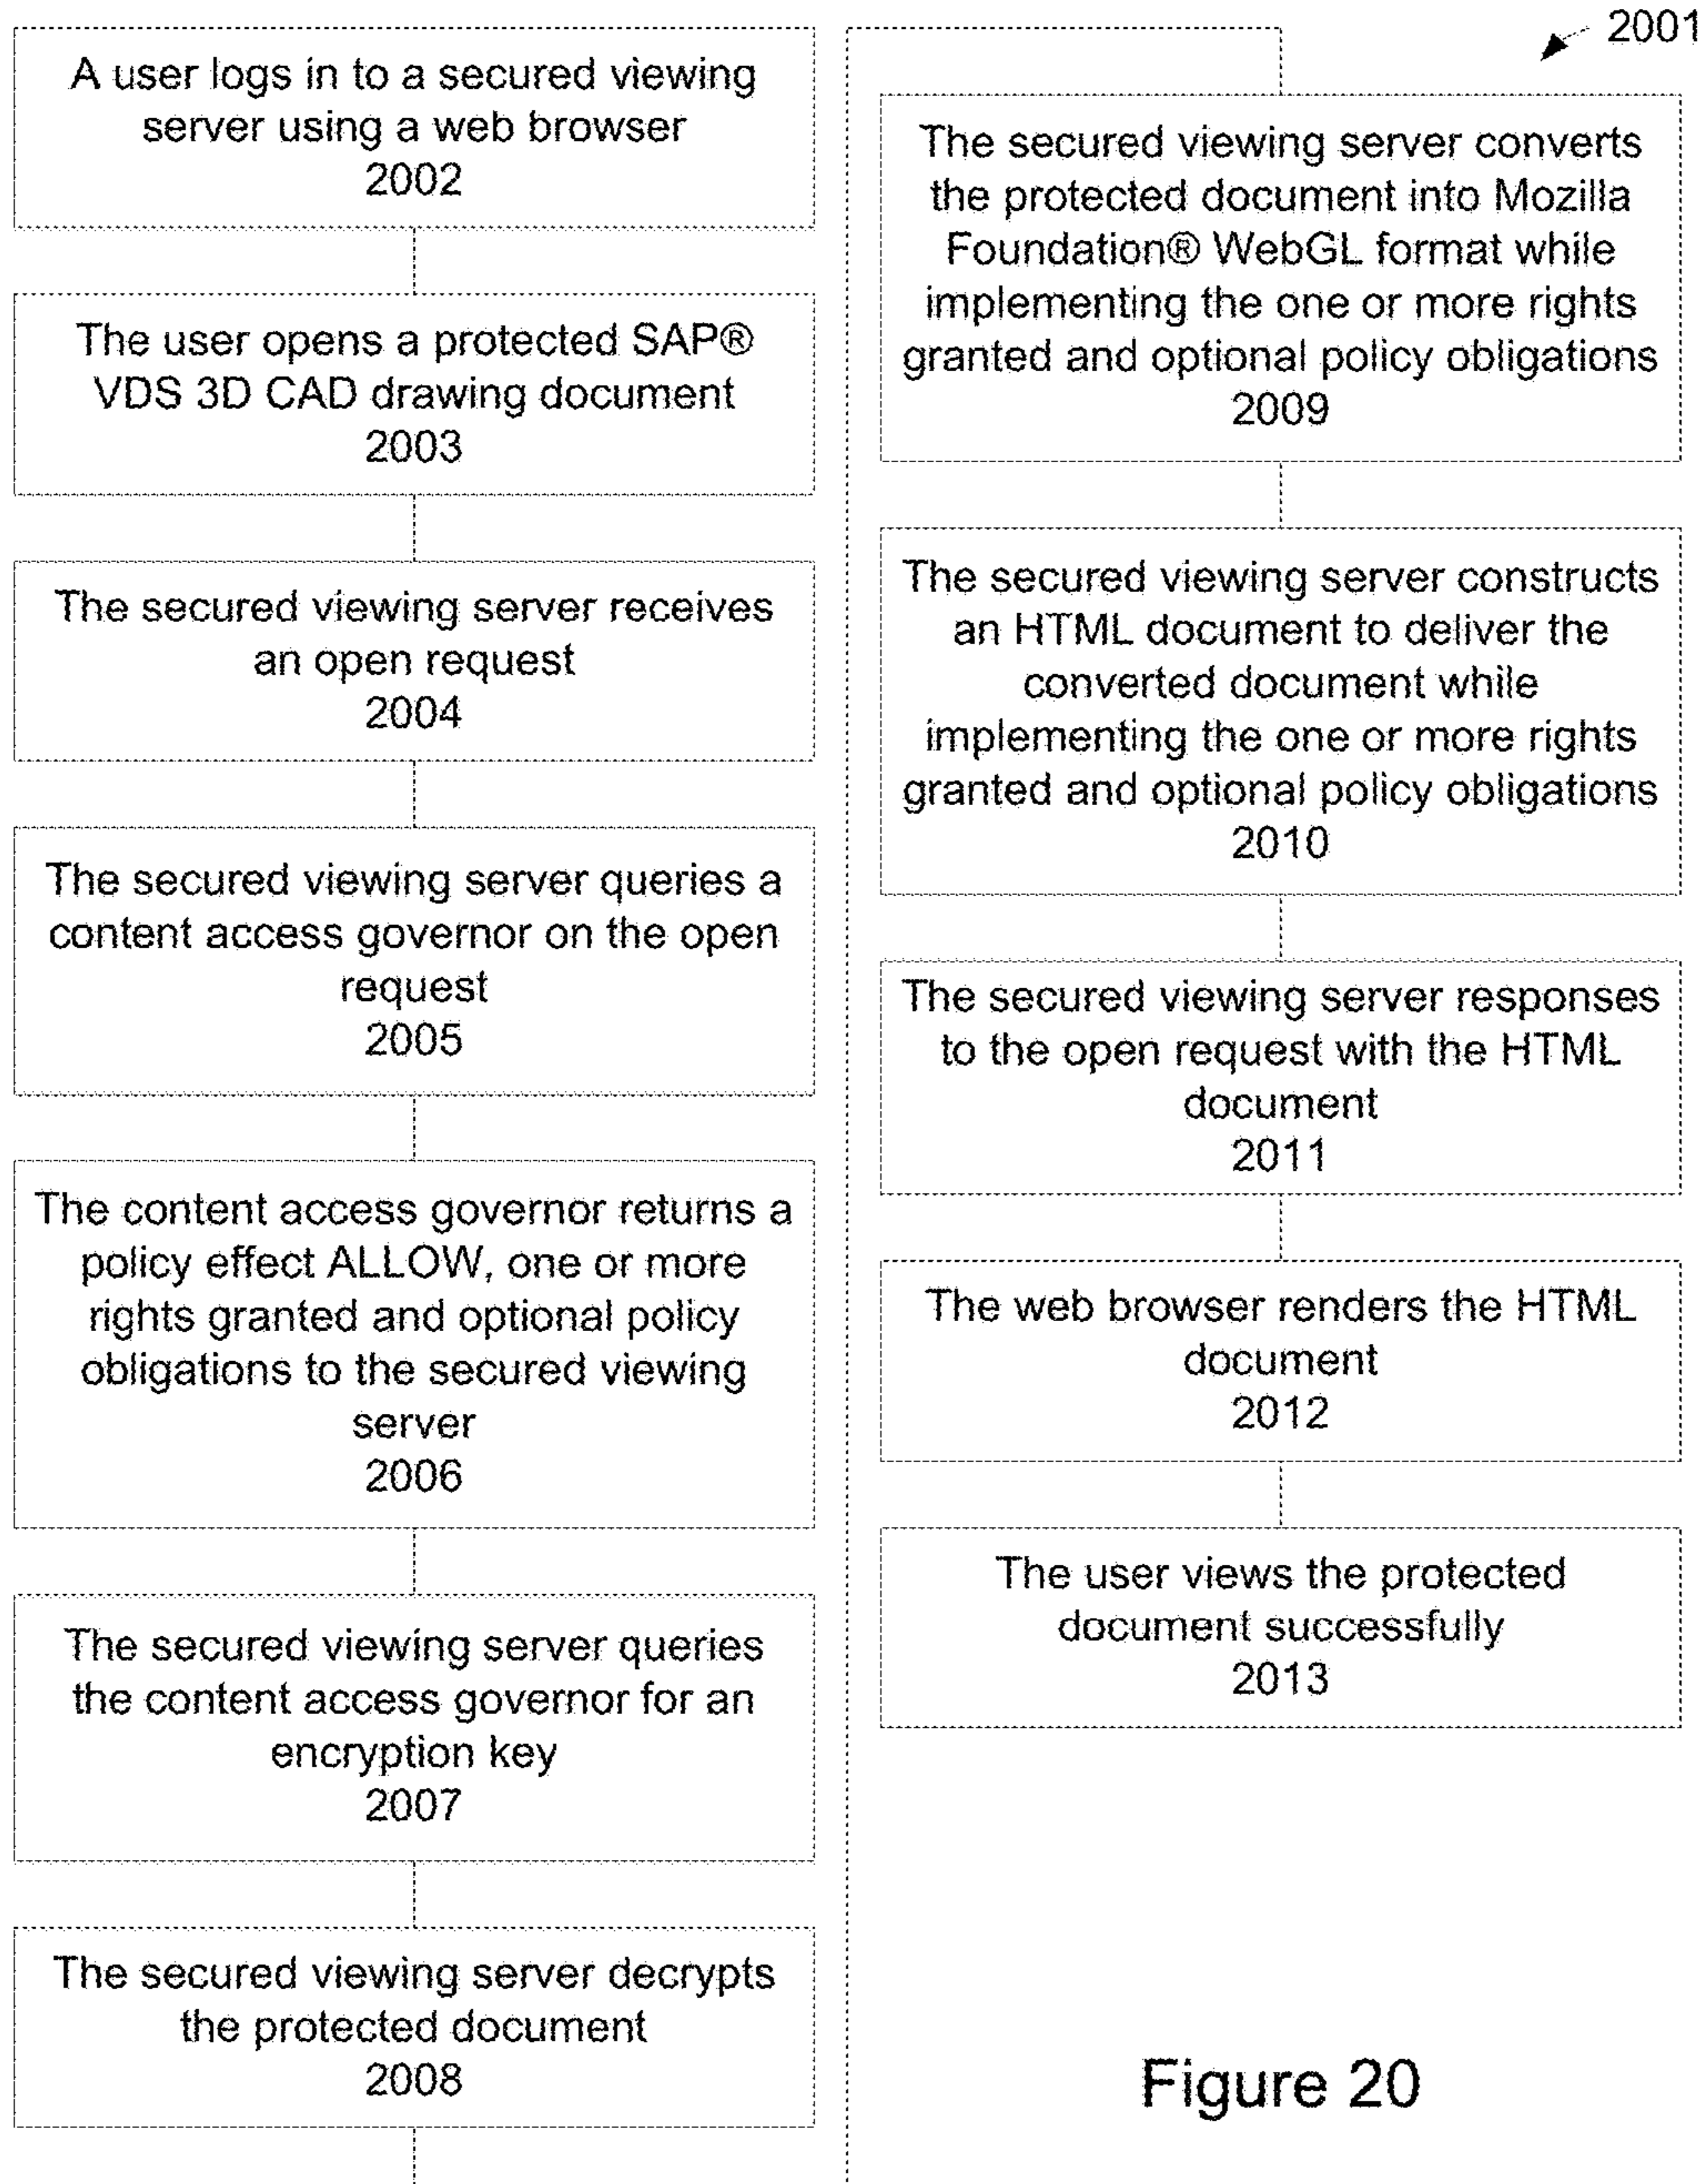 2001
A user logs in to a secured viewing
server using a web browser
2002
The user opens a protected SAP®
VDS 3D CAD drawing document
2003
The secured viewing server receives
an open request
2004
The secured viewing server queries a
content access governor on the open
request
2005
The content access governor returns a
policy effect ALLOW, one or more
rights granted and optional policy
obligations to the secured viewing
server
2006
The secured viewing server queries
the content access governor for an
encryption key
2007
The secured viewing server decrypts
the protected document
2008
The secured viewing server converts
the protected document into Mozilla
Foundation® WebGL format while
implementing the one or more rights
granted and optional policy obligations
2009
The secured viewing server constructs
an HTML document to deliver the
converted document while
implementing the one or more rights
granted and optional policy obligations
2010
The secured viewing server responses
to the open request with the HTML
document
2011
The web browser renders the HTML
document
2012
The user views the protected
document successfully
2013
Figure 20